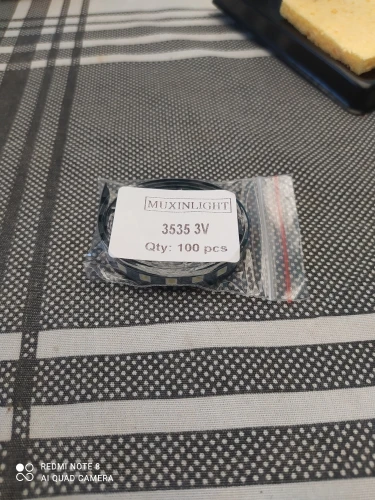 MUXINLIGHT
3535 3V
Qty: 100 pcs
REDMI NOTE 8
AI QUAD CAMERA